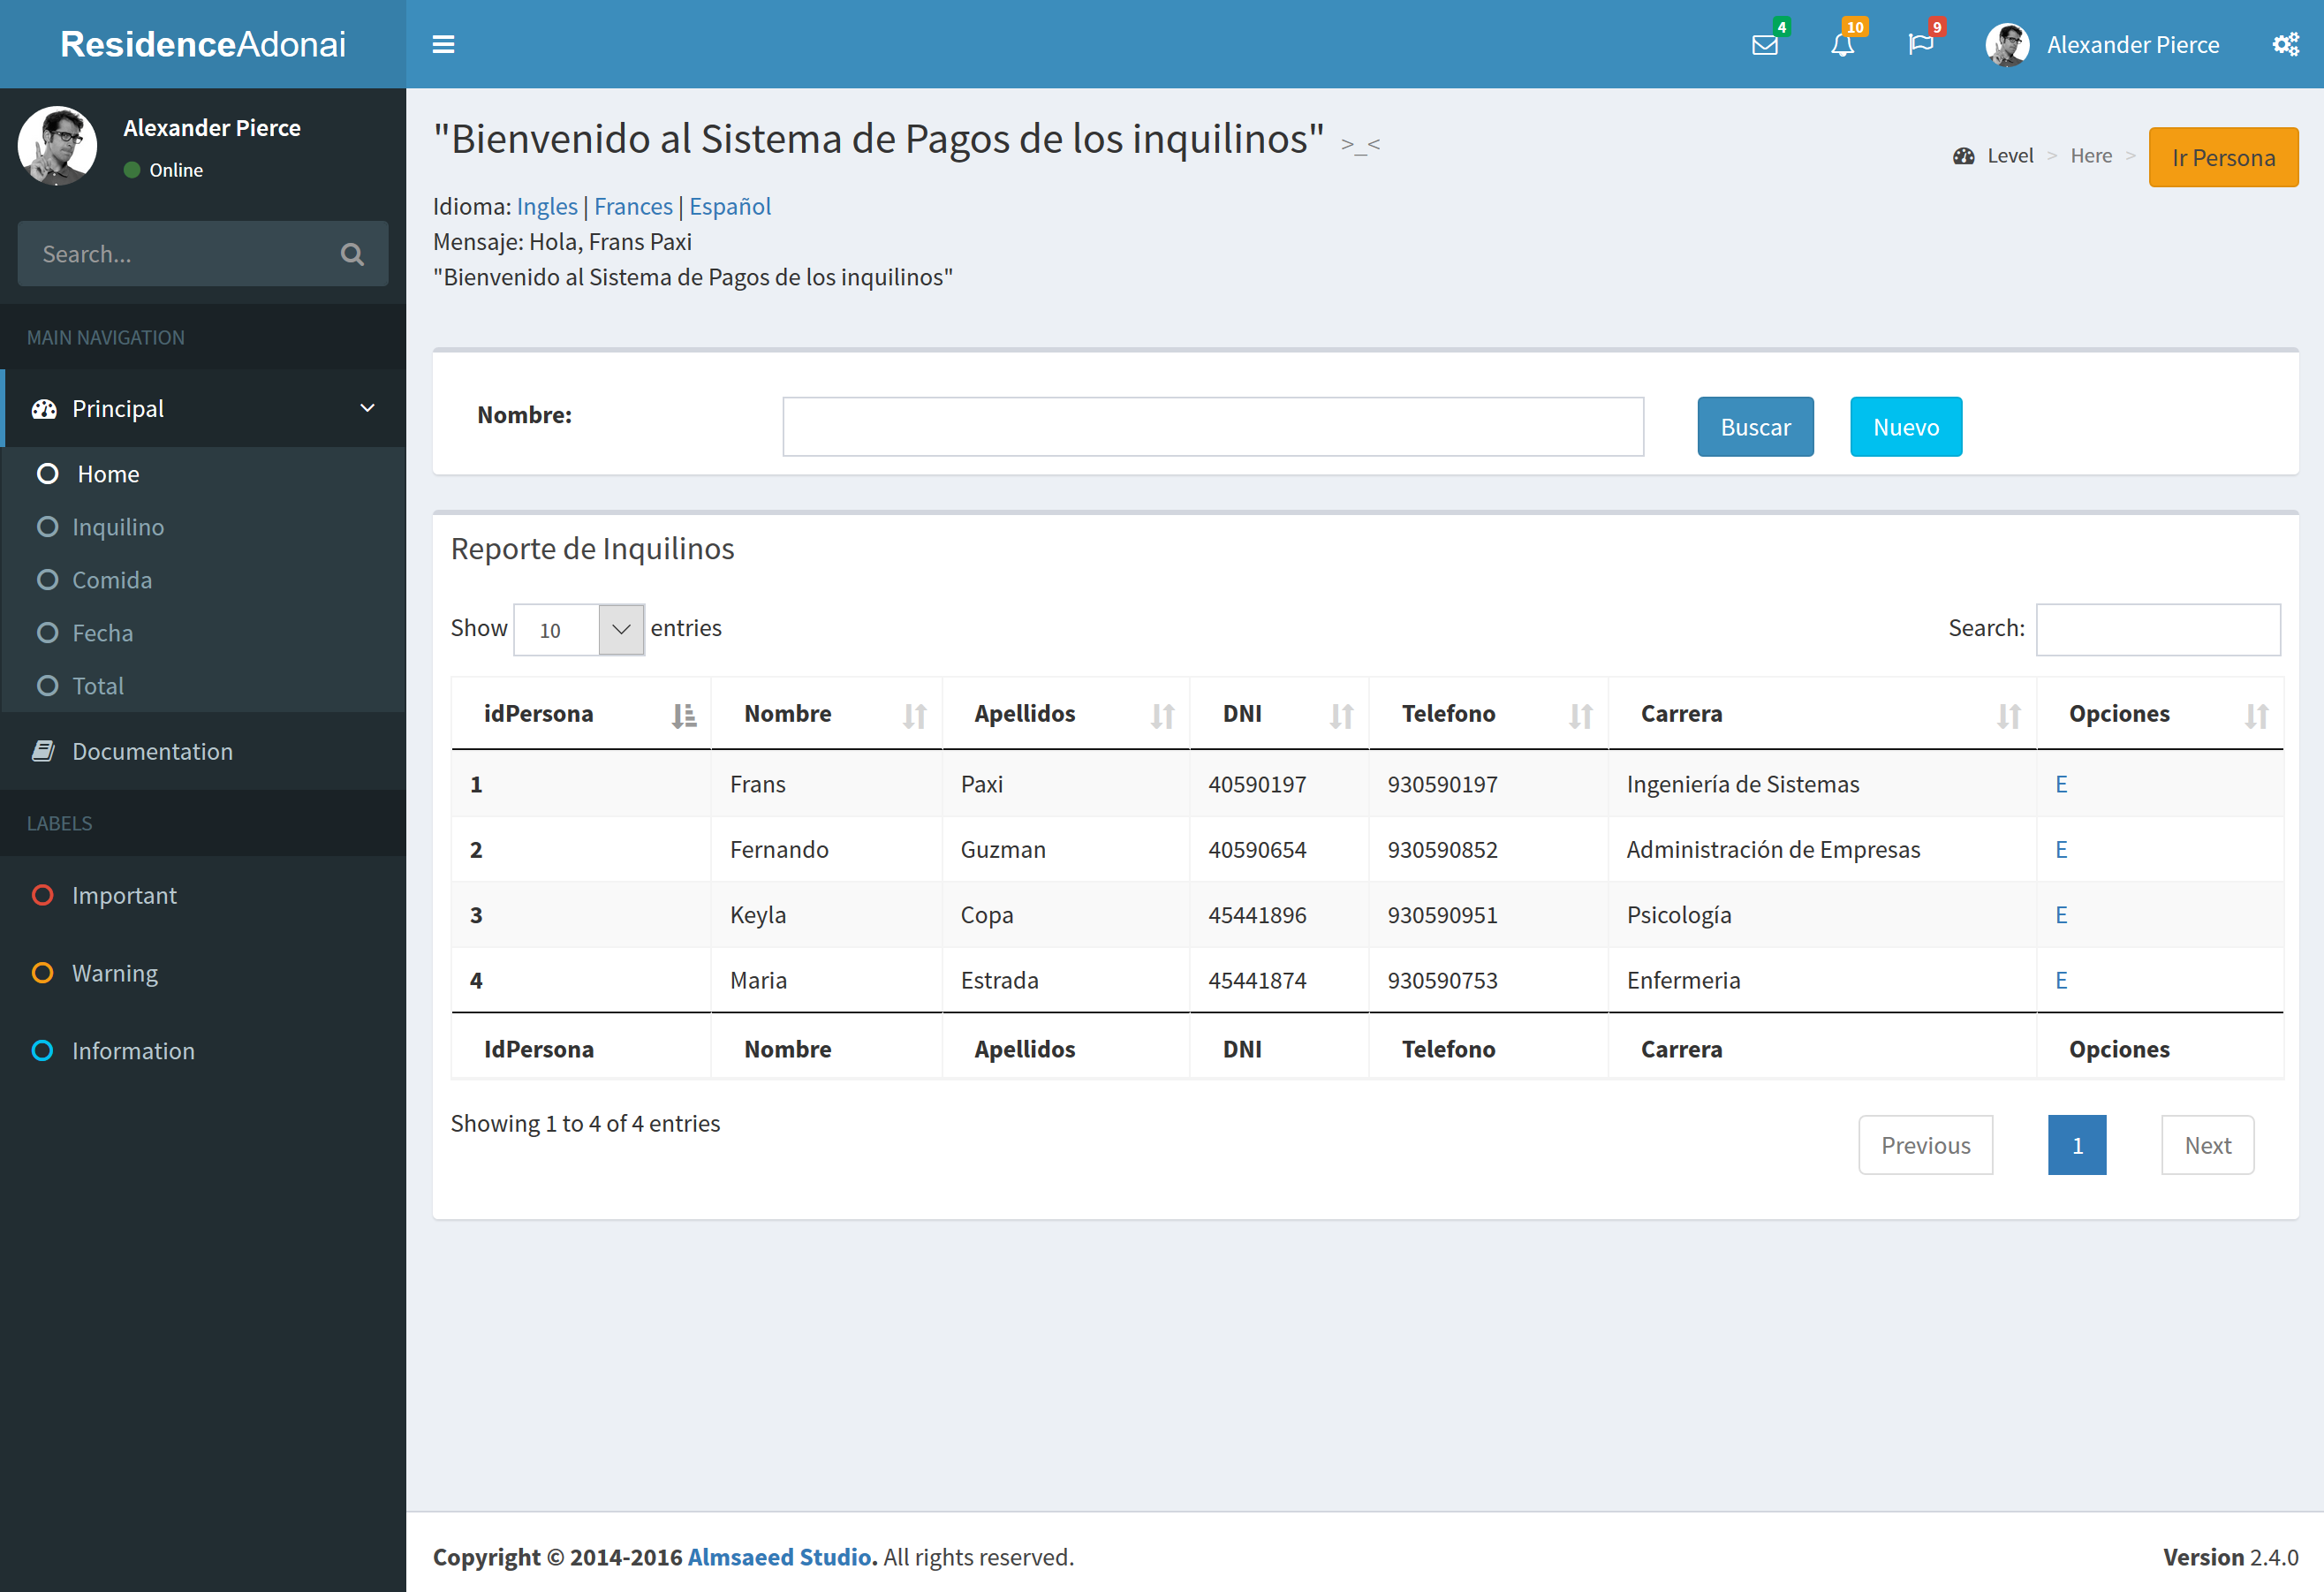 ResidenceAdonai
4
10
9
Alexander Pierce
Alexander Pierce
Online
Search...
MAIN NAVIGATION
Principal
Home
Inquilino
Comida
Fecha
Total
Documentation
LABELS
Important
Warning
Information
"Bienvenido al Sistema de Pagos de los inquilinos" >_<
Level > Here > Ir Persona
Idioma: Ingles | Frances | Español
Mensaje: Hola, Frans Paxi
"Bienvenido al Sistema de Pagos de los inquilinos"
Nombre: Buscar Nuevo
Reporte de Inquilinos
Show 10 entries Search:
idPersona Nombre Apellidos DNI Telefono Carrera Opciones
1 Frans Paxi 40590197 930590197 Ingeniería de Sistemas E
2 Fernando Guzman 40590654 930590852 Administración de Empresas E
3 Keyla Copa 45441896 930590951 Psicología E
4 Maria Estrada 45441874 930590753 Enfermeria E
IdPersona Nombre Apellidos DNI Telefono Carrera Opciones
Showing 1 to 4 of 4 entries Previous 1 Next
Copyright © 2014-2016 Almsaeed Studio. All rights reserved. Version 2.4.0